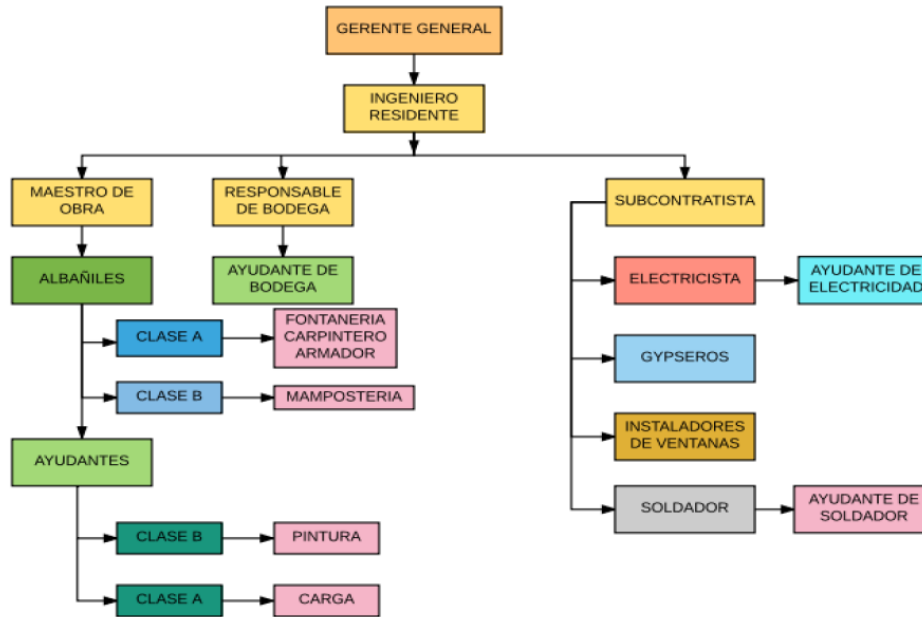 GERENTE GENERAL
INGENIERO
RESIDENTE
MAESTRO DE
OBRA
RESPONSABLE
DE BODEGA
SUBCONTRATISTA
ALBAÑILES
AYUDANTE DE
BODEGA
ELECTRICISTA
AYUDANTE DE
ELECTRICIDAD
CLASE A
FONTANERIA
CARPINTERO
ARMADOR
GYPSEROS
CLASE B
MAMPOSTERIA
INSTALADORES
DE VENTANAS
AYUDANTES
SOLDADOR
AYUDANTE DE
SOLDADOR
CLASE B
PINTURA
CLASE A
CARGA